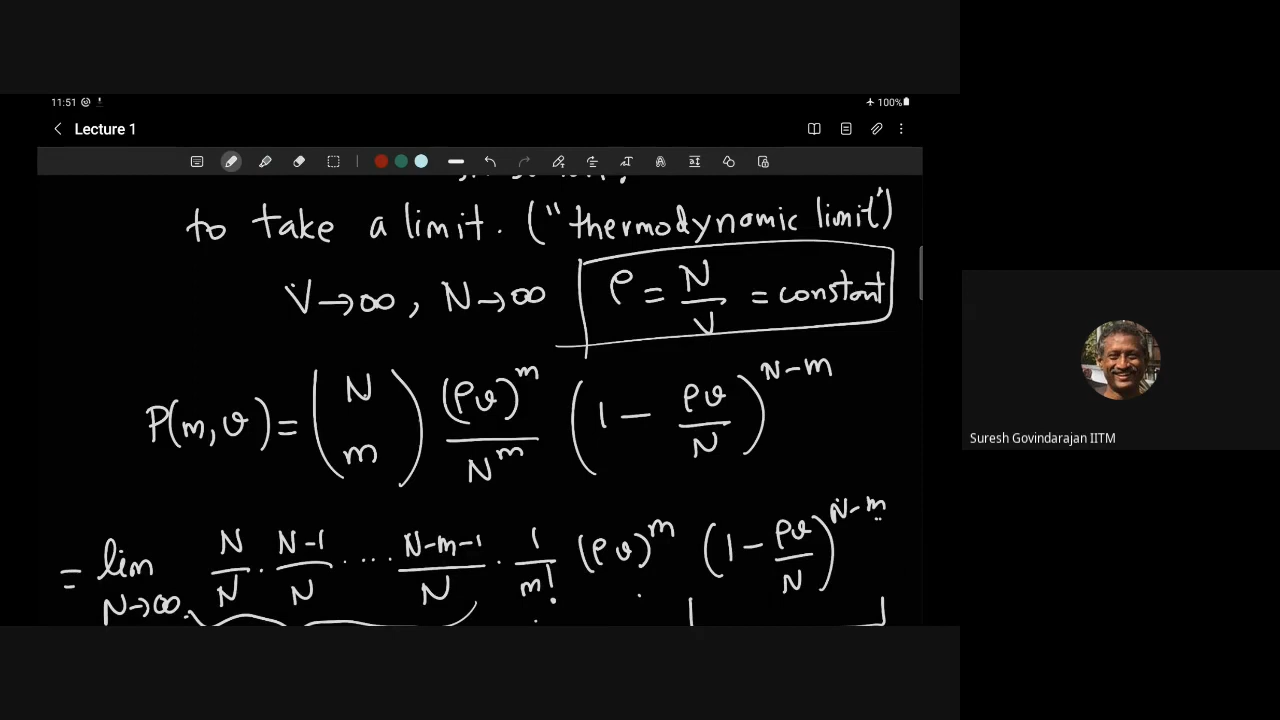 11:51 100%
Lecture 1
to take a limit. ("thermodynamic limit")
V→∞, N→∞ ρ = N/V = constant
P(m, v) = (N m) (ρv)^m/N^m (1 − ρv/N)^(N−m)
= lim N→∞ N/N · (N−1)/N · ... (N−m−1)/N · 1/m! (ρv)^m (1 − ρv/N)^(N−m)
Suresh Govindarajan IITM